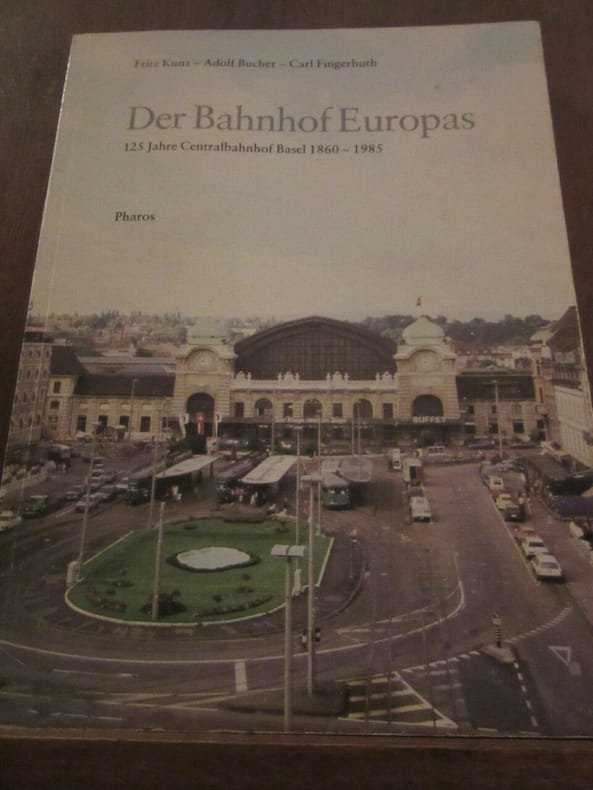 Fritz Kunz – Adolf Bucher – Carl Fingerhuth
Der Bahnhof Europas
125 Jahre Centralbahnhof Basel 1860 – 1985
Pharos
BUFFET